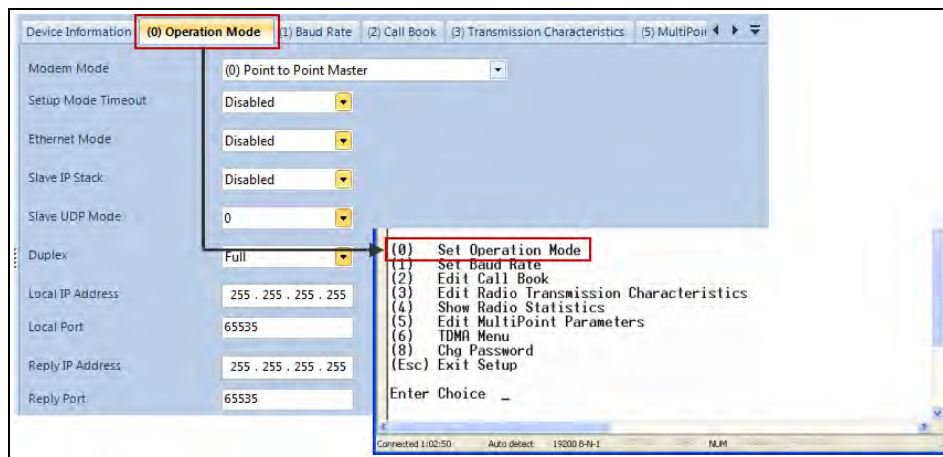 Device Information (0) Operation Mode (1) Baud Rate (2) Call Book (3) Transmission Characteristics (5) MultiPoi
Modem Mode (0) Point to Point Master
Setup Mode Timeout Disabled
Ethernet Mode Disabled
Slave IP Stack Disabled
Slave UDP Mode 0
Duplex Full
Local IP Address 255 . 255 . 255 . 255
Local Port 65535
Reply IP Address 255 . 255 . 255 . 255
Reply Port 65535
(0) Set Operation Mode
(1) Set Baud Rate
(2) Edit Call Book
(3) Edit Radio Transmission Characteristics
(4) Show Radio Statistics
(5) Edit MultiPoint Parameters
(6) TDMA Menu
(8) Chg Password
(Esc) Exit Setup
Enter Choice _
Connected 1:02:50 Auto detect 19200 8-N-1 NUM